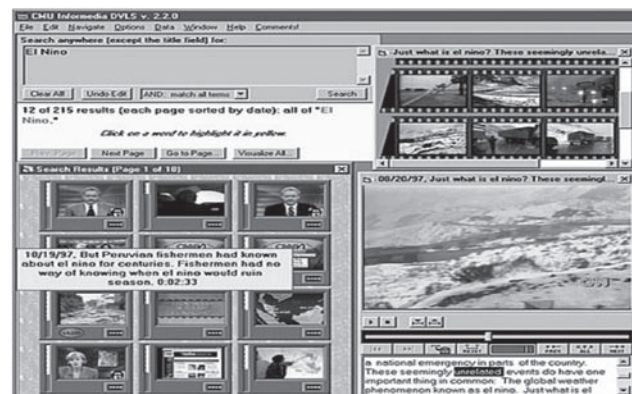 CMU Informedia DVLS v. 2.2.0
File Edit Navigate Options Data Window Help Comments!
Search anywhere (except the title field) for:
El Nino
Clear All Undo Edit AND: match all terms Search
12 of 215 results (each page sorted by date): all of "El
Nino,"
Click on a word to highlight it in yellow.
Prev. Page Next Page Go to Page... Visualize All...
Just what is el nino? These seemingly unrela...
Search Results (Page 1 of 18)
10/19/97, But Peruvian fishermen had known
about el nino for centuries. Fishermen had no
way of knowing when el nino would ruin
season. 0:02:33
08/20/97, Just what is el nino? These seemingl...
CNN
RESET PREV ALL NEXT
a national emergency in parts of the country.
These seemingly unrelated events do have one
important thing in common: The global weather
phenomenon known as el nino. Just what is el